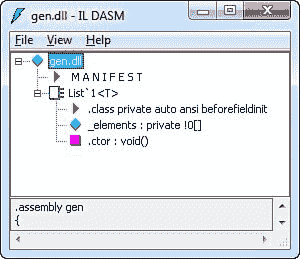 gen.dll - IL DASM
File View Help
gen.dll
M A N I F E S T
List`1<T>
.class private auto ansi beforefieldinit
_elements : private !0[]
.ctor : void()
.assembly gen
{